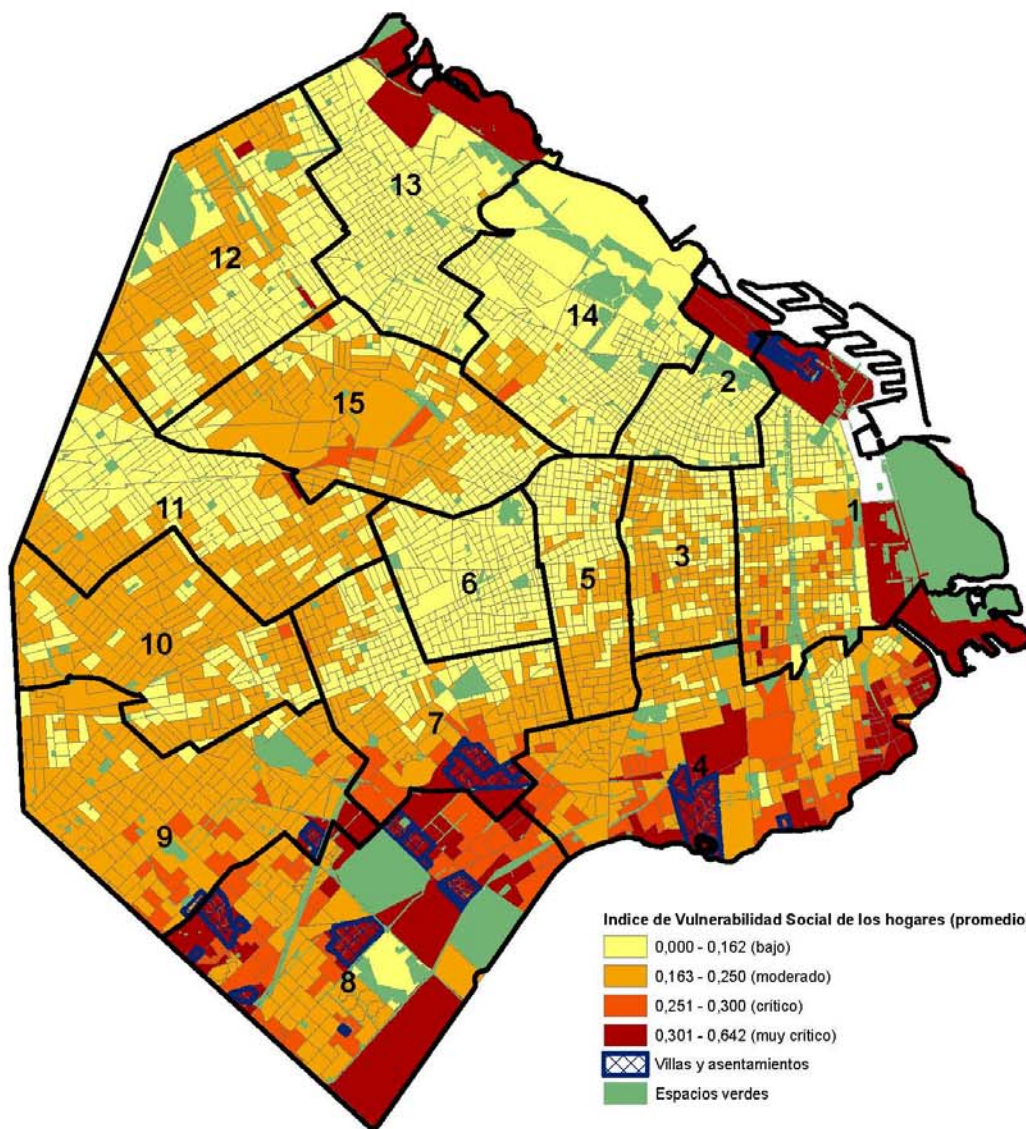 13
12
14
2
15
11
1
3
5
6
10
7
4
9
8
Indice de Vulnerabilidad Social de los hogares (promedio
0,000 - 0,162 (bajo)
0,163 - 0,250 (moderado)
0,251 - 0,300 (crítico)
0,301 - 0,642 (muy crítico)
Villas y asentamientos
Espacios verdes